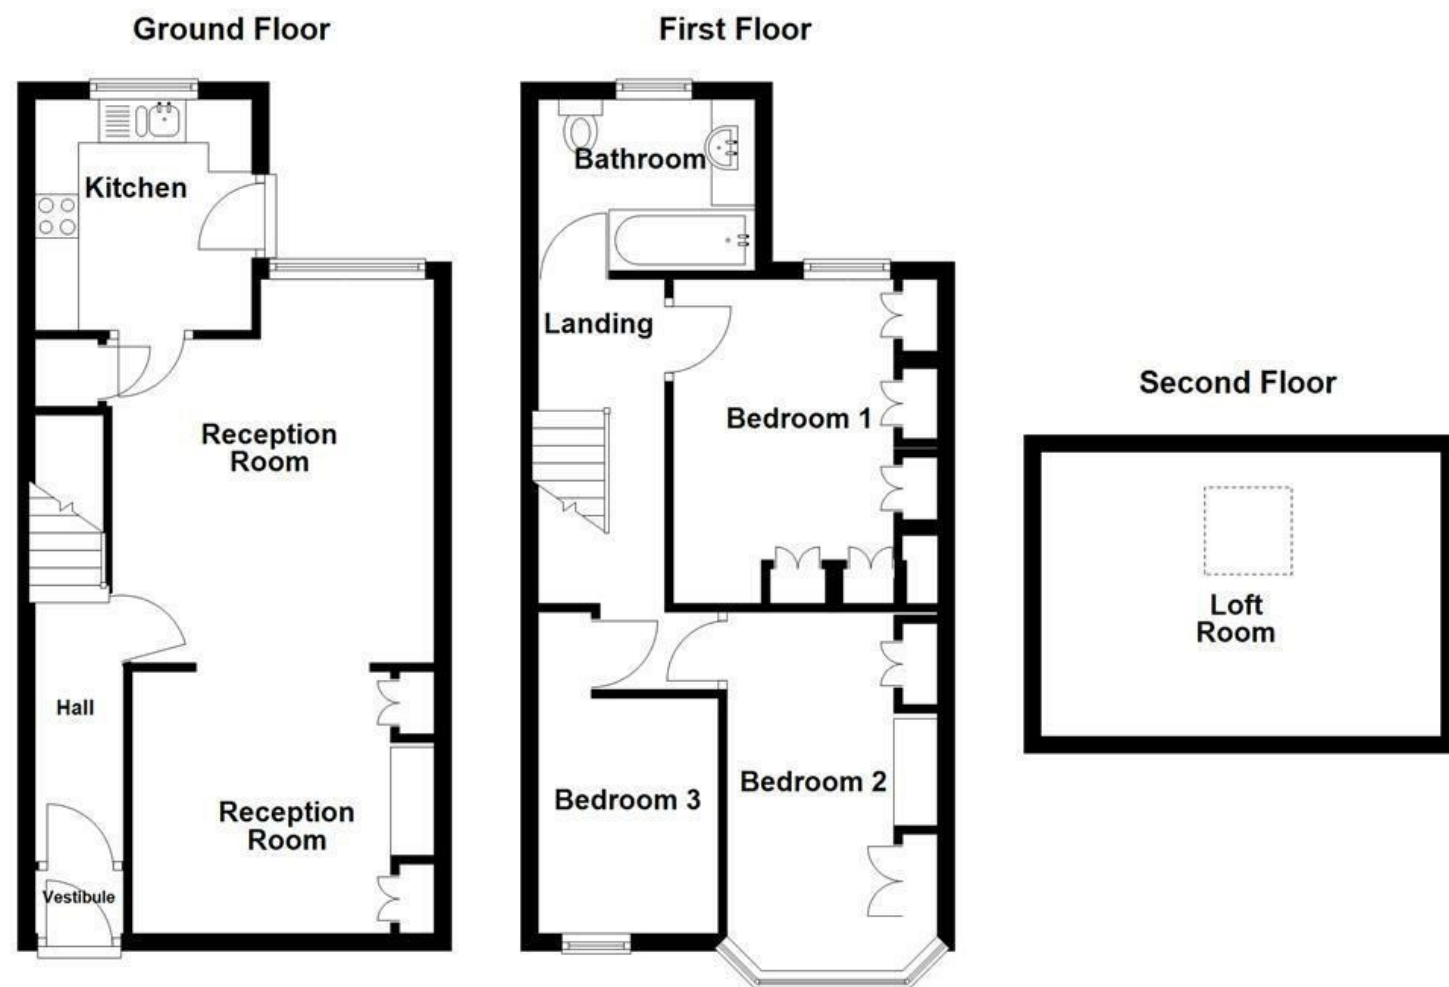 Ground Floor
Kitchen
Reception
Room
Hall
Reception
Room
Vestibule
First Floor
Bathroom
Landing
Bedroom 1
Bedroom 2
Bedroom 3
Second Floor
Loft
Room